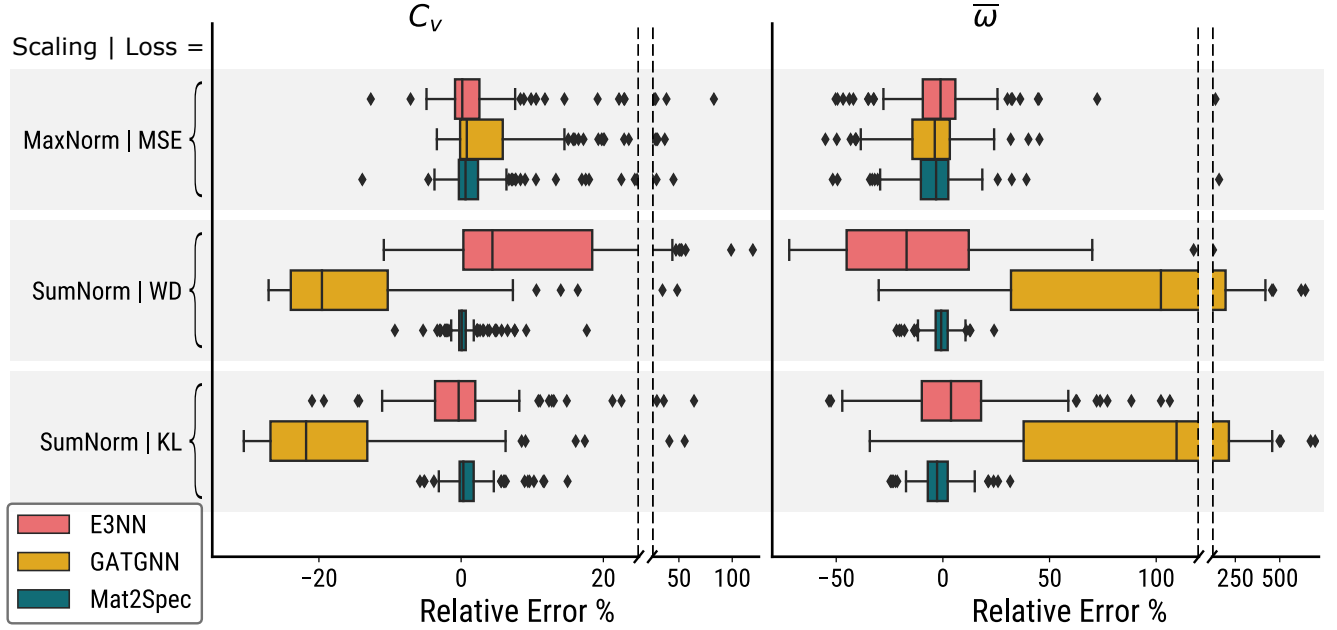 C_v
ω̅
Scaling | Loss =
MaxNorm | MSE
SumNorm | WD
SumNorm | KL
E3NN
GATGNN
Mat2Spec
−20 0 20 50 100
−50 0 50 100 250 500
Relative Error %
Relative Error %